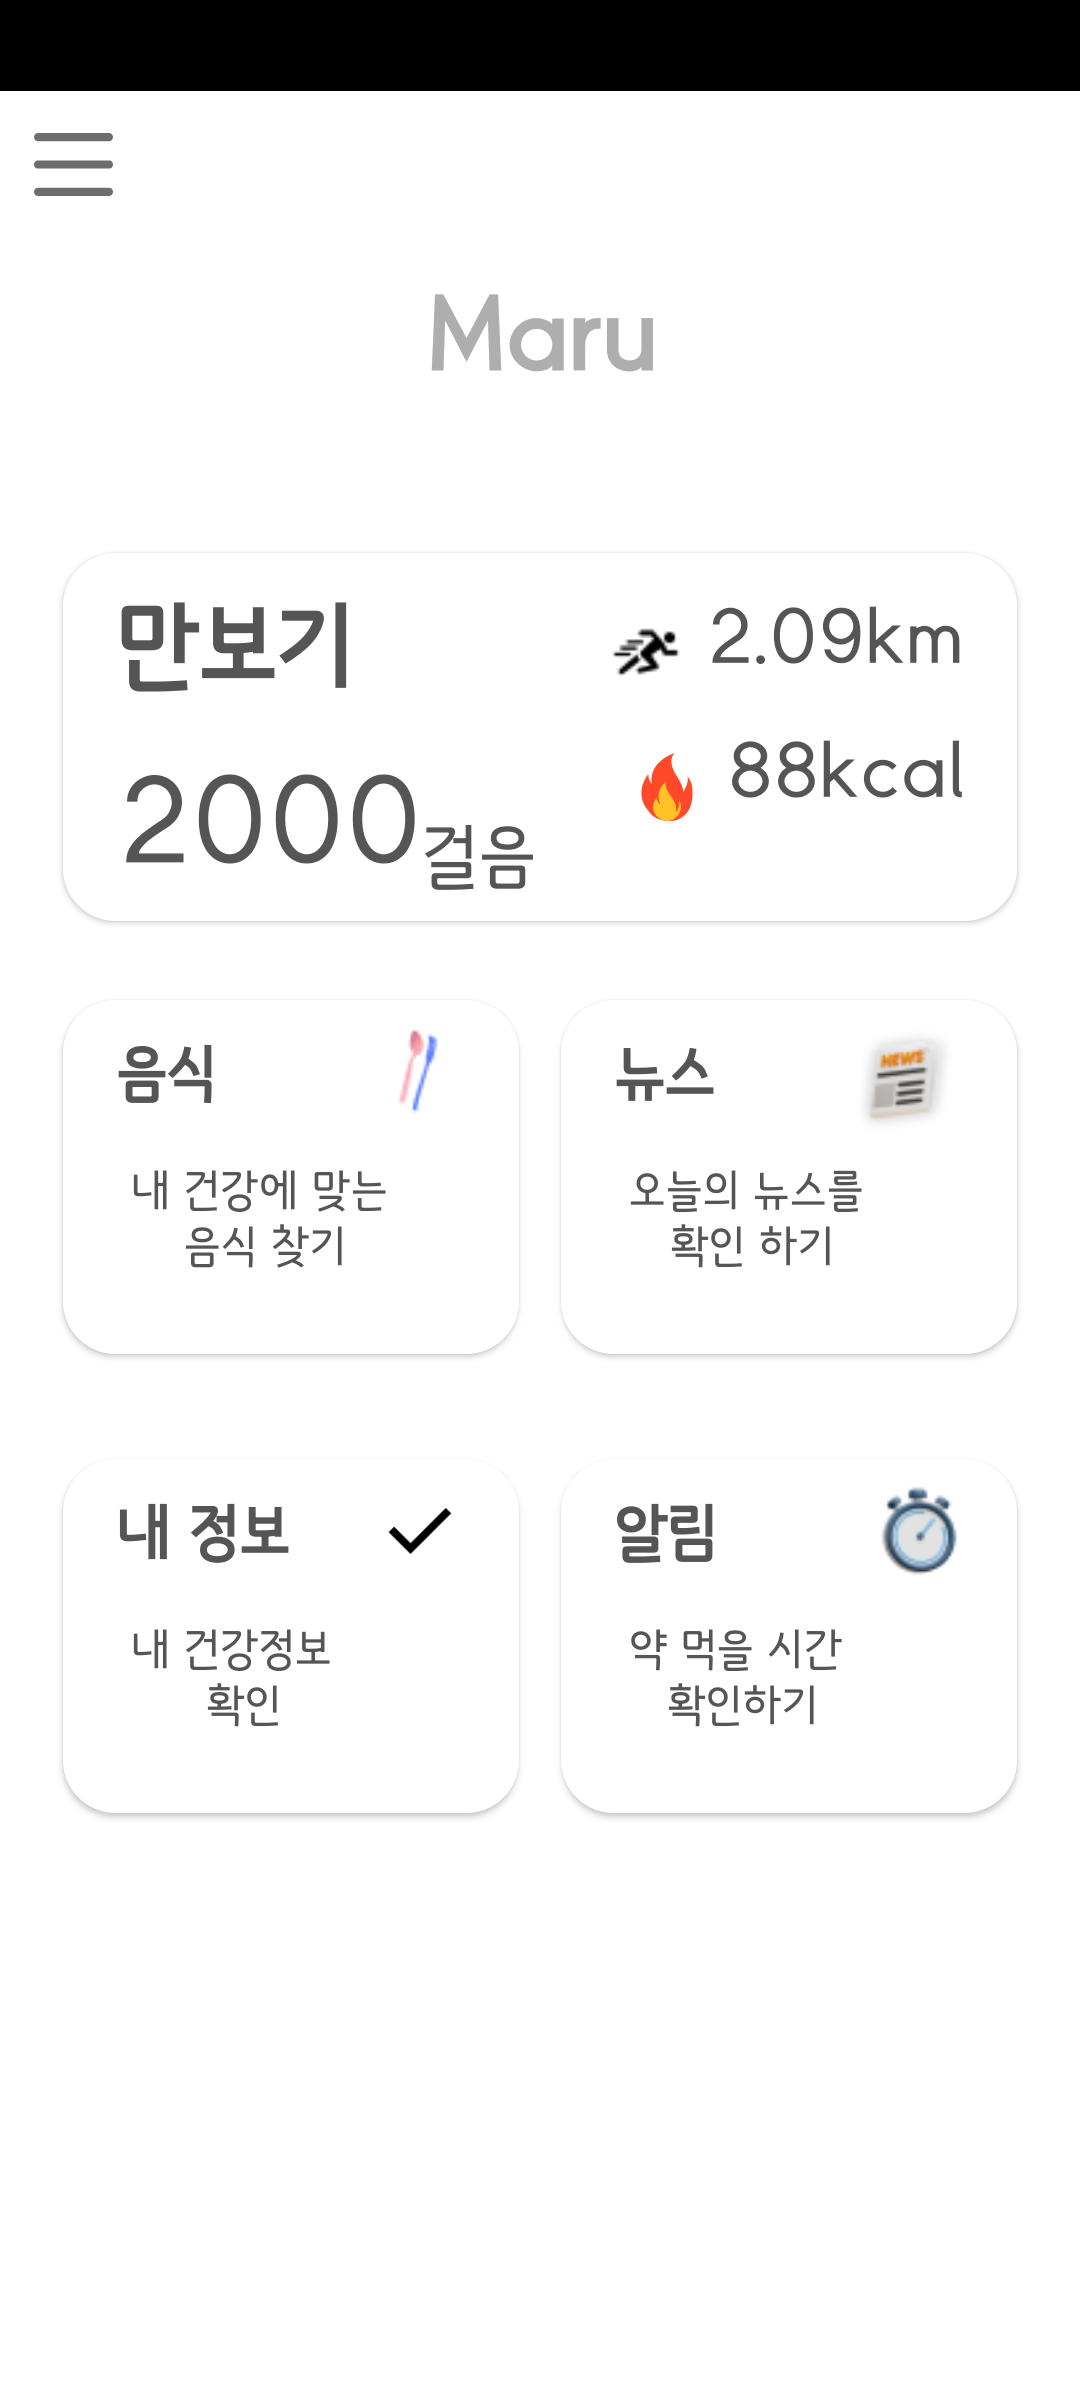 Maru
만보기
2.09km
88kcal
2000걸음
음식
내 건강에 맞는
음식 찾기
뉴스
NEWS
오늘의 뉴스를
확인 하기
내 정보
내 건강정보
확인
알림
약 먹을 시간
확인하기